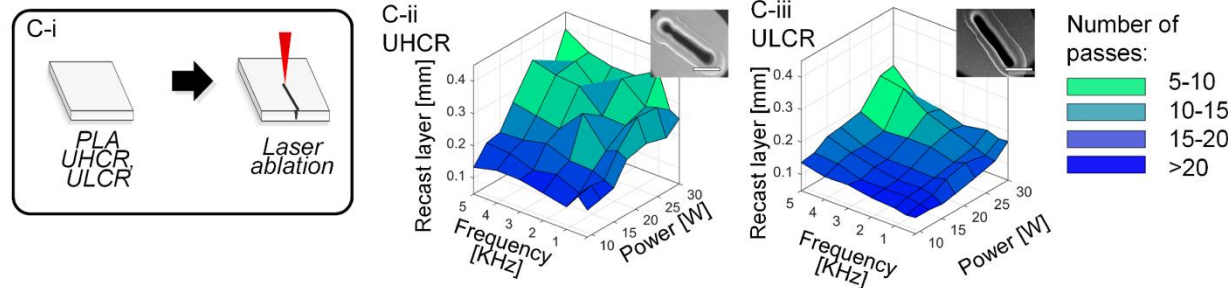 C-i
PLA
UHCR,
ULCR
Laser
ablation
C-ii
UHCR
Recast layer [mm]
0.4
0.3
0.2
0.1
5
4
3
2
1
Frequency
[KHz]
10
15
20
25
30
Power [W]
C-iii
ULCR
Recast layer [mm]
0.4
0.3
0.2
0.1
5
4
3
2
1
Frequency
[KHz]
10
15
20
25
30
Power [W]
Number of
passes:
5-10
10-15
15-20
>20